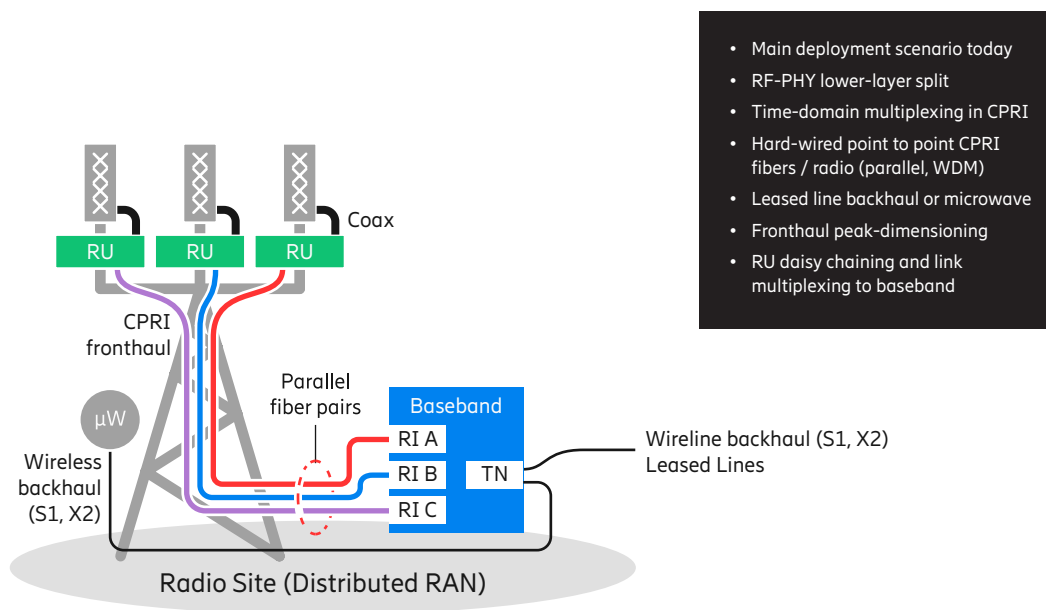 • Main deployment scenario today
• RF-PHY lower-layer split
• Time-domain multiplexing in CPRI
• Hard-wired point to point CPRI
fibers / radio (parallel, WDM)
• Leased line backhaul or microwave
• Fronthaul peak-dimensioning
• RU daisy chaining and link
multiplexing to baseband
Coax
RU
RU
RU
CPRI
fronthaul
Parallel
fiber pairs
Baseband
μW
RI A
RI B
RI C
TN
Wireline backhaul (S1, X2)
Leased Lines
Wireless
backhaul
(S1, X2)
Radio Site (Distributed RAN)